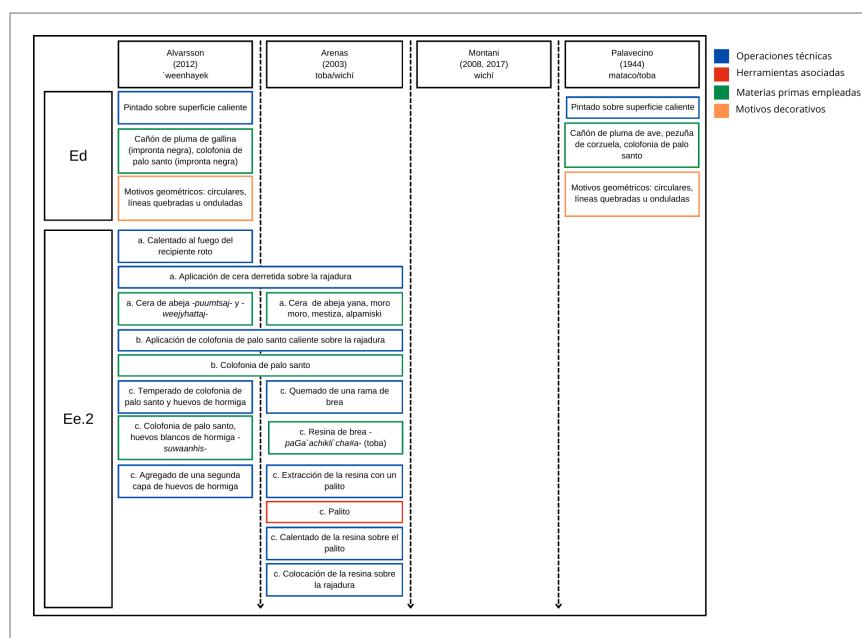 Alvarsson
(2012)
`weenhayek
Arenas
(2003)
toba/wichí
Montani
(2008, 2017)
wichí
Palavecino
(1944)
mataco/toba
Operaciones técnicas
Herramientas asociadas
Materias primas empleadas
Motivos decorativos
Ed
Pintado sobre superficie caliente
Pintado sobre superficie caliente
Cañón de pluma de gallina
(impronta negra), colofonia de
palo santo (impronta negra)
Cañón de pluma de ave, pezuña
de corzuela, colofonia de palo
santo
Motivos geométricos: circulares,
líneas quebradas u onduladas
Motivos geométricos: circulares,
líneas quebradas u onduladas
Ee.2
a. Calentado al fuego del
recipiente roto
a. Aplicación de cera derretida sobre la rajadura
a. Cera de abeja -puumtsaj- y -
weejyhattaj-
a. Cera de abeja yana, moro
moro, mestiza, alpamiski
b. Aplicación de colofonia de palo santo caliente sobre la rajadura
b. Colofonia de palo santo
c. Temperado de colofonia de
palo santo y huevos de hormiga
c. Quemado de una rama de
brea
c. Colofonia de palo santo,
huevos blancos de hormiga -
suwaanhis-
c. Resina de brea -
paGa`achikli`cha#a- (toba)
c. Agregado de una segunda
capa de huevos de hormiga
c. Extracción de la resina con un
palito
c. Palito
c. Calentado de la resina sobre el
palito
c. Colocación de la resina sobre
la rajadura